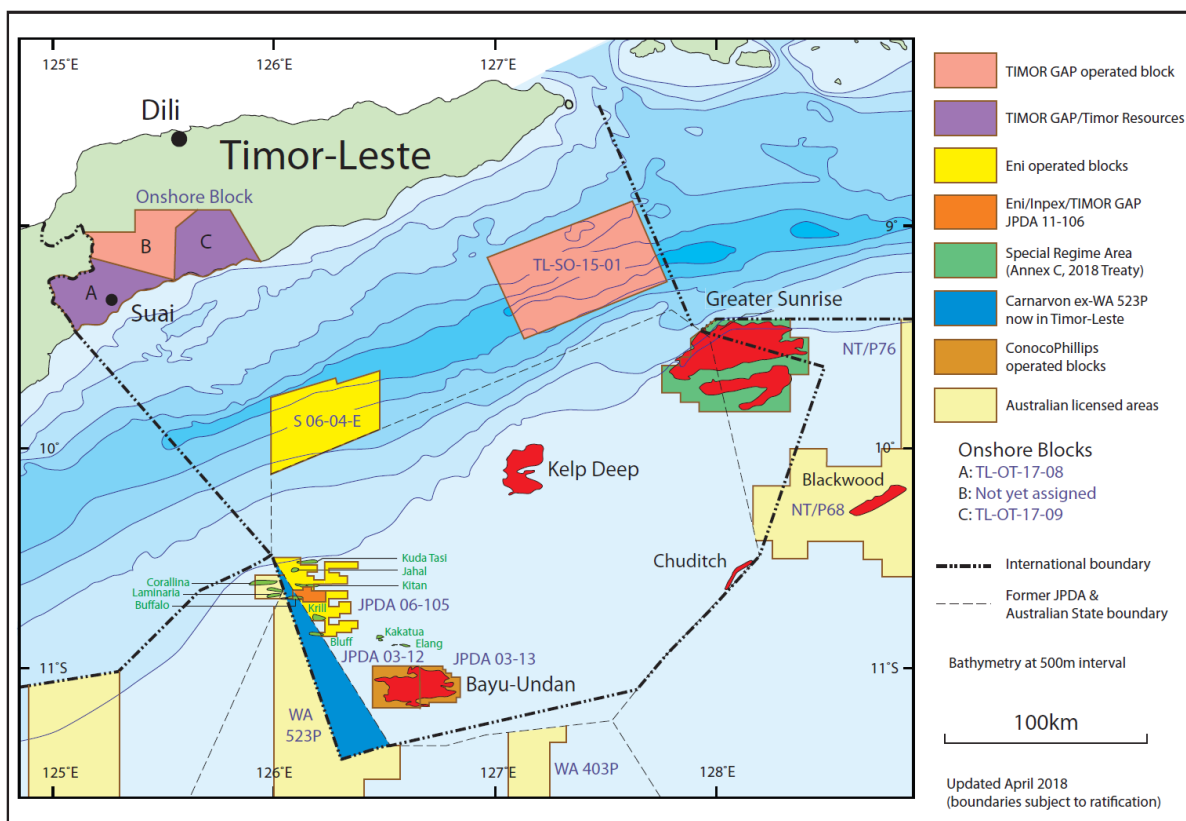 125°E
126°E
127°E
Dili
Timor-Leste
Onshore Block
B
C
A
Suai
9°
TL-SO-15-01
Greater Sunrise
NT/P76
S 06-04-E
10°
10°
Kelp Deep
Blackwood
NT/P68
Chuditch
Kuda Tasi
Jahal
Kitan
Corallina
Laminaria
Buffalo
Krill
JPDA 06-105
Bluff
Kakatua
Elang
JPDA 03-12
JPDA 03-13
11°S
11°S
Bayu-Undan
WA
523P
WA 403P
125°E
126°E
127°E
128°E
TIMOR GAP operated block
TIMOR GAP/Timor Resources
Eni operated blocks
Eni/Inpex/TIMOR GAP
JPDA 11-106
Special Regime Area
(Annex C, 2018 Treaty)
Carnarvon ex-WA 523P
now in Timor-Leste
ConocoPhillips
operated blocks
Australian licensed areas
Onshore Blocks
A: TL-OT-17-08
B: Not yet assigned
C: TL-OT-17-09
International boundary
Former JPDA &
Australian State boundary
Bathymetry at 500m interval
100km
Updated April 2018
(boundaries subject to ratification)